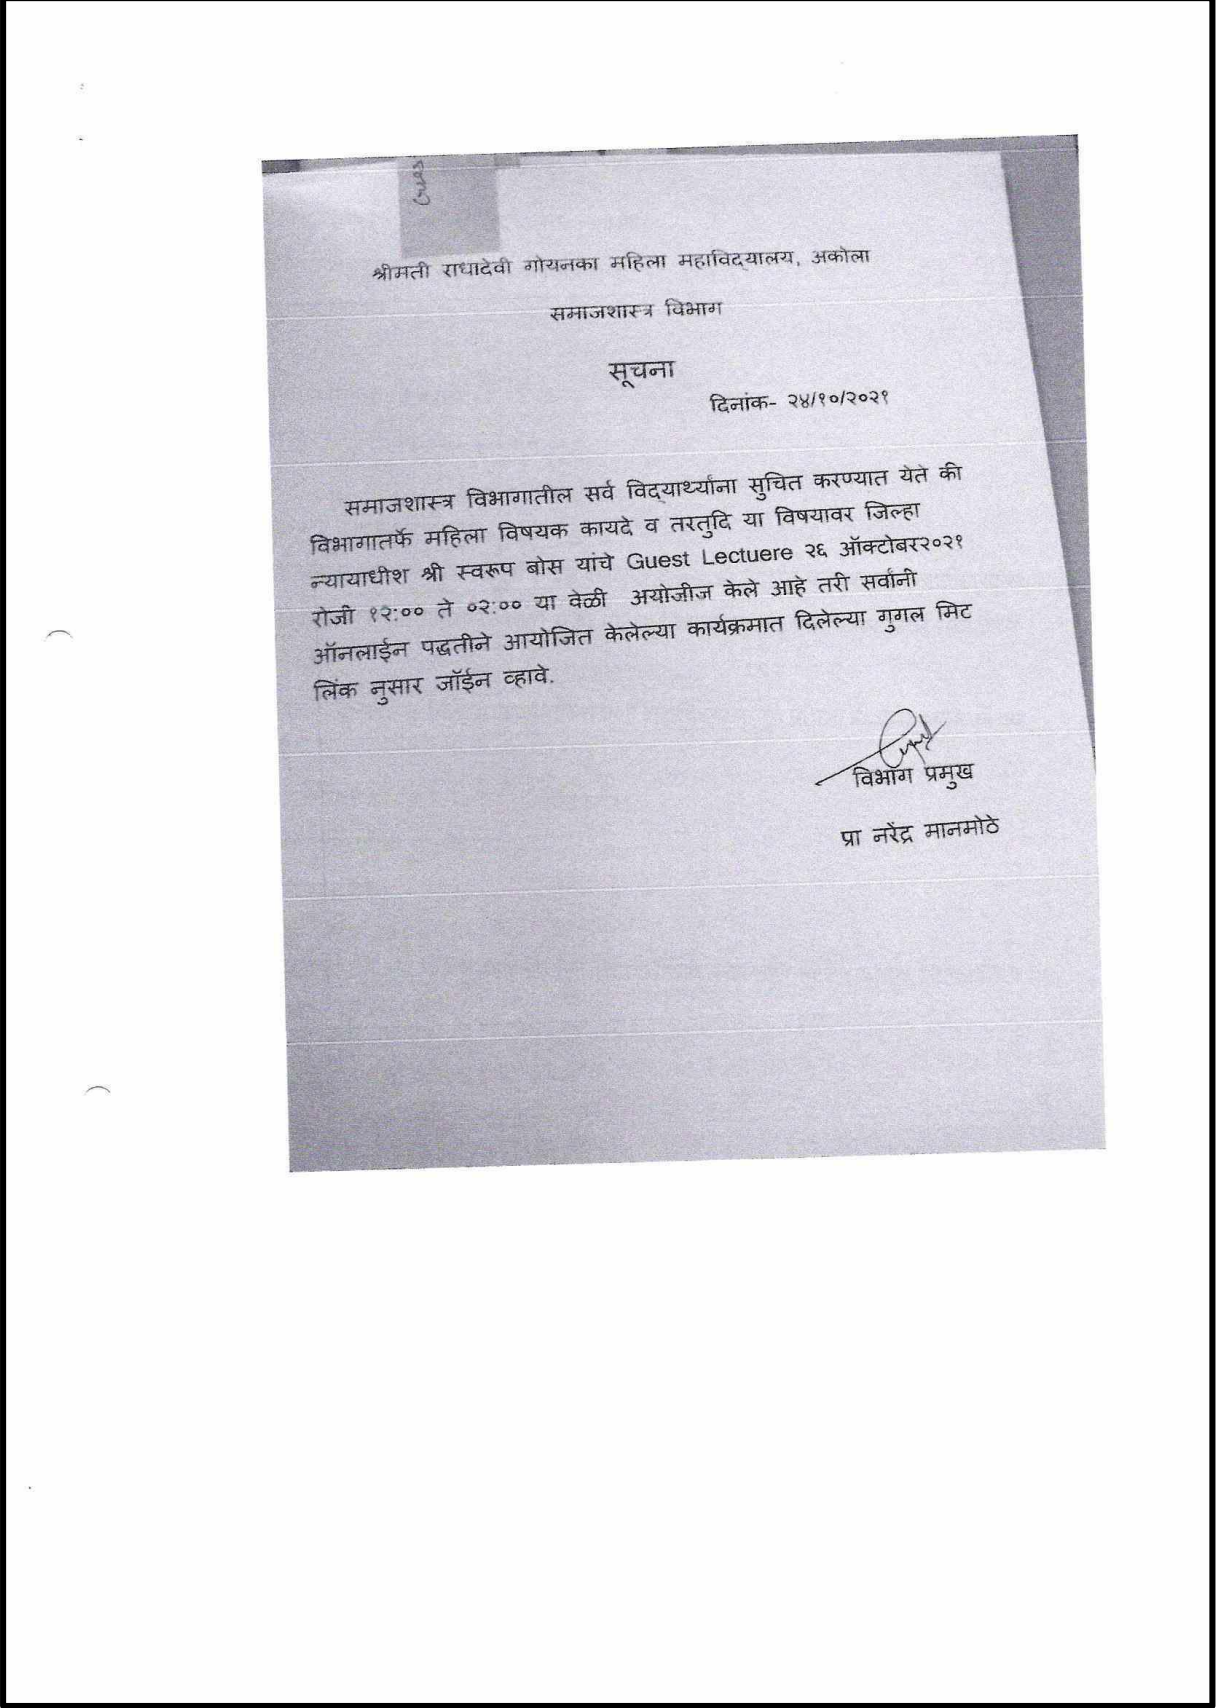 श्रीमती राधादेवी गोयनका महिला महाविद्यालय, अकोला
समाजशास्त्र विभाग
सूचना
दिनांक- २४/१०/२०२१
समाजशास्त्र विभागातील सर्व विद्यार्थ्यांना सुचित करण्यात येते की
विभागातर्फे महिला विषयक कायदे व तरतुदि या विषयावर जिल्हा
न्यायाधीश श्री स्वरूप बोस यांचे Guest Lectuere २६ ऑक्टोबर२०२१
रोजी १२:०० ते ०२:०० या वेळी अयोजीज केले आहे तरी सर्वांनी
ऑनलाईन पद्धतीने आयोजित केलेल्या कार्यक्रमात दिलेल्या गुगल मिट
लिंक नुसार जॉईन व्हावे.
विभाग प्रमुख
प्रा नरेंद्र मानमोठे